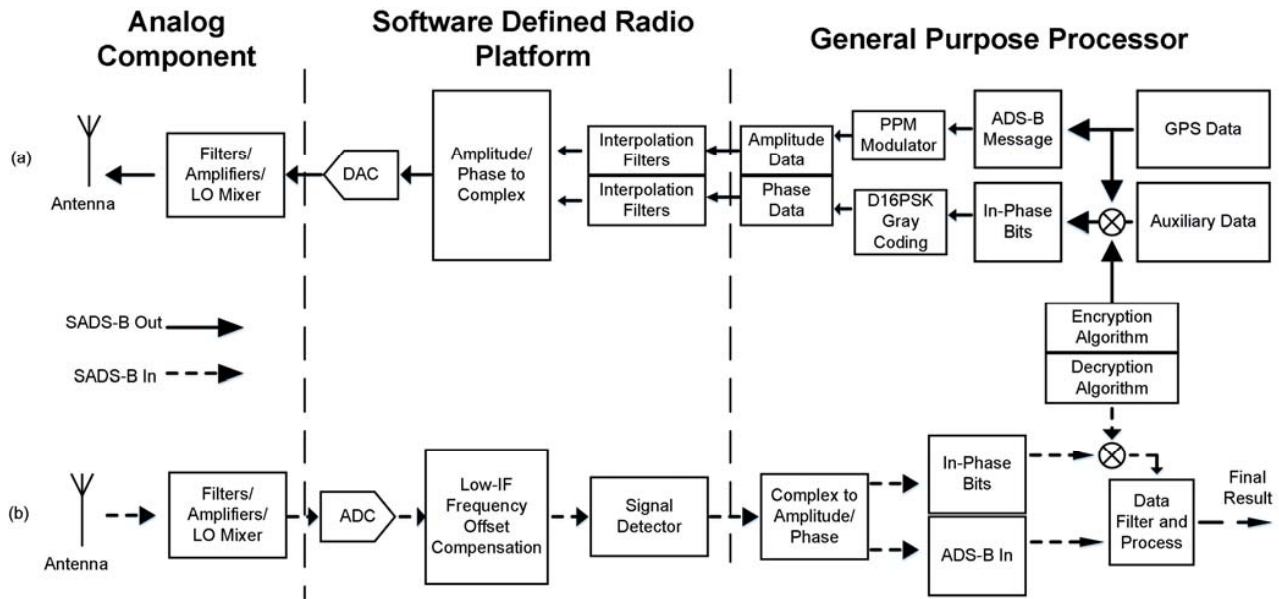 Analog
Component
Software Defined Radio
Platform
General Purpose Processor
(a)
Antenna
Filters/
Amplifiers/
LO Mixer
DAC
Amplitude/
Phase to
Complex
Interpolation
Filters
Interpolation
Filters
Amplitude
Data
Phase
Data
PPM
Modulator
D16PSK
Gray
Coding
ADS-B
Message
In-Phase
Bits
GPS Data
Auxiliary Data
SADS-B Out
SADS-B In
Encryption
Algorithm
Decryption
Algorithm
(b)
Antenna
Filters/
Amplifiers/
LO Mixer
ADC
Low-IF
Frequency
Offset
Compensation
Signal
Detector
Complex to
Amplitude/
Phase
In-Phase
Bits
ADS-B In
Data
Filter and
Process
Final
Result